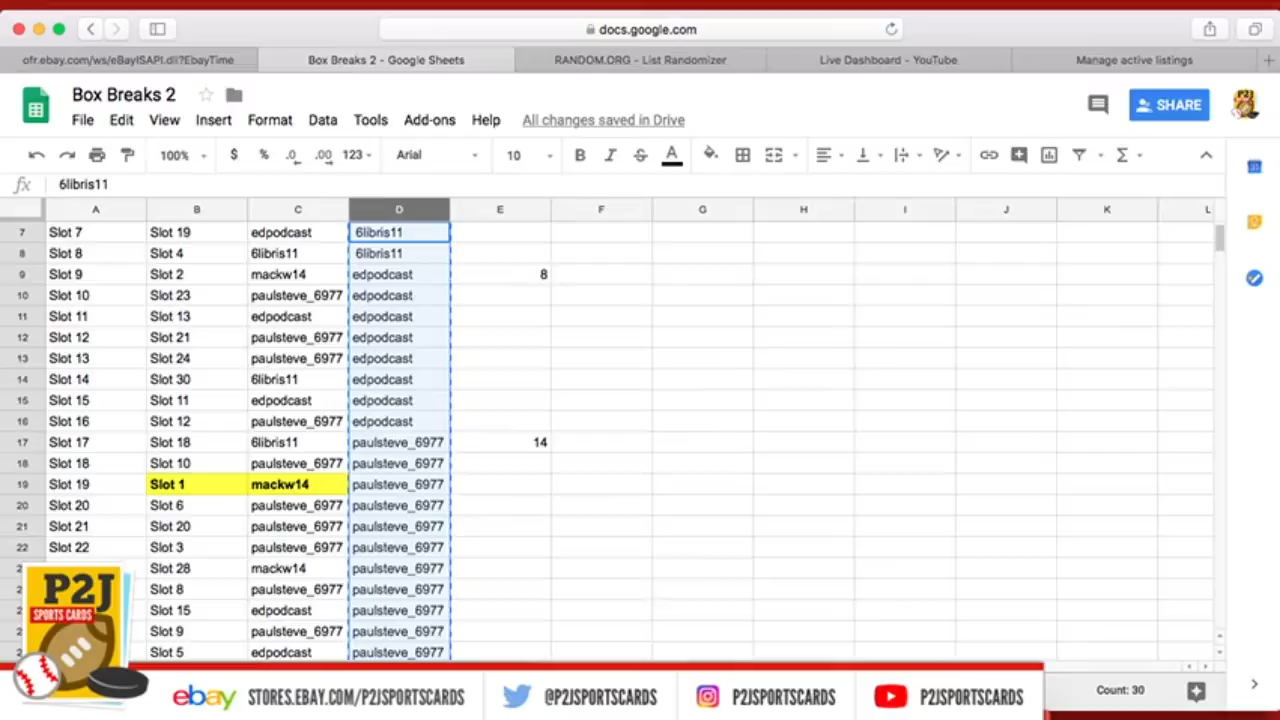 docs.google.com
ofr.ebay.com/ws/eBayISAPI.dll?EbayTime
Box Breaks 2 - Google Sheets
RANDOM.ORG - List Randomizer
Live Dashboard - YouTube
Manage active listings
Box Breaks 2
SHARE
File Edit View Insert Format Data Tools Add-ons Help All changes saved in Drive
100% $ % .0 .00 123 Arial 10 B I S A
fx 6libris11
A B C D E F G H I J K L
7 Slot 7 Slot 19 edpodcast 6libris11
8 Slot 8 Slot 4 6libris11 6libris11
9 Slot 9 Slot 2 mackw14 edpodcast 8
10 Slot 10 Slot 23 paulsteve_6977 edpodcast
11 Slot 11 Slot 13 edpodcast edpodcast
12 Slot 12 Slot 21 paulsteve_6977 edpodcast
13 Slot 13 Slot 24 paulsteve_6977 edpodcast
14 Slot 14 Slot 30 6libris11 edpodcast
15 Slot 15 Slot 11 edpodcast edpodcast
16 Slot 16 Slot 12 paulsteve_6977 edpodcast
17 Slot 17 Slot 18 6libris11 paulsteve_6977 14
18 Slot 18 Slot 10 paulsteve_6977 paulsteve_6977
19 Slot 19 Slot 1 mackw14 paulsteve_6977
20 Slot 20 Slot 6 paulsteve_6977 paulsteve_6977
21 Slot 21 Slot 20 paulsteve_6977 paulsteve_6977
22 Slot 22 Slot 3 paulsteve_6977 paulsteve_6977
Slot 28 mackw14 paulsteve_6977
Slot 8 paulsteve_6977 paulsteve_6977
Slot 15 edpodcast paulsteve_6977
Slot 9 paulsteve_6977 paulsteve_6977
Slot 5 edpodcast paulsteve_6977
P2J
SPORTS CARDS
ebay STORES.EBAY.COM/P2JSPORTSCARDS @P2JSPORTSCARDS P2JSPORTSCARDS P2JSPORTSCARDS
Count: 30